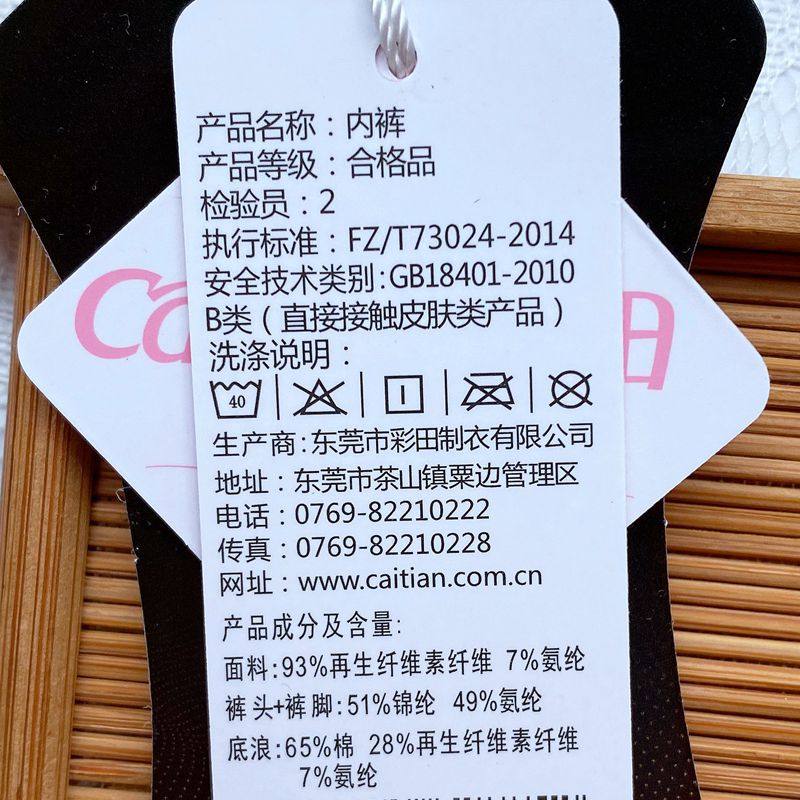 产品名称：内裤
产品等级：合格品
检验员：2
执行标准：FZ/T73024-2014
安全技术类别:GB18401-2010
B类（直接接触皮肤类产品）
洗涤说明：
40
生产商:东莞市彩田制衣有限公司
地址：东莞市茶山镇粟边管理区
电话：0769-82210222
传真：0769-82210228
网址：www.caitian.com.cn
产品成分及含量:
面料:93%再生纤维素纤维 7%氨纶
裤头+裤脚:51%锦纶 49%氨纶
底浪:65%棉 28%再生纤维素纤维
7%氨纶
Ca
田